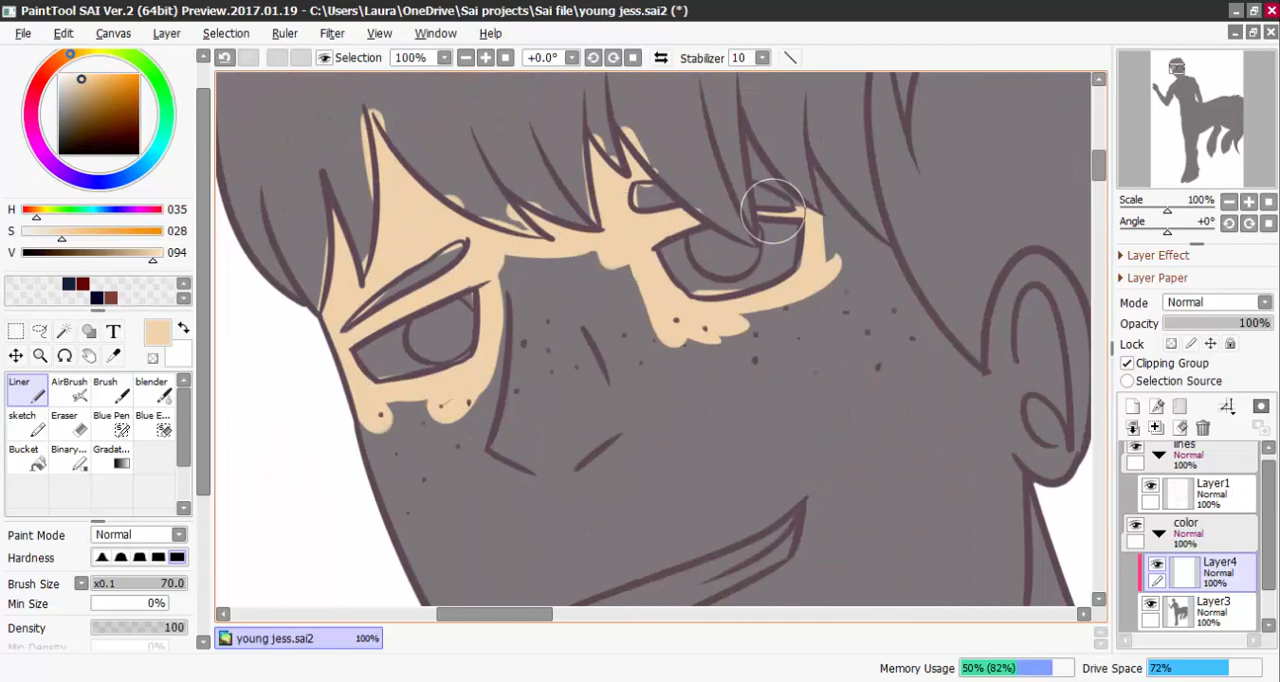 PaintTool SAI Ver.2 (64bit) Preview.2017.01.19 - C:\Users\Laura\OneDrive\Sai projects\Sai file\young jess.sai2 (*)
File Edit Canvas Layer Selection Ruler Filter View Window Help
Selection 100% +0.0° Stabilizer 10
H 035
S 028
V 094
T
Liner AirBrush Brush blender
sketch Eraser Blue Pen Blue E...
Bucket Binary... Gradat...
Paint Mode Normal
Hardness
Brush Size x0.1 70.0
Min Size 0%
Density 100
Min Density 0%
Scale 100%
Angle +0°
Layer Effect
Layer Paper
Mode Normal
Opacity 100%
Lock
Clipping Group
Selection Source
lines
Normal
100%
Layer1
Normal
100%
color
Normal
100%
Layer4
Normal
100%
Layer3
Normal
100%
young jess.sai2 100%
Memory Usage 50% (82%) Drive Space 72%